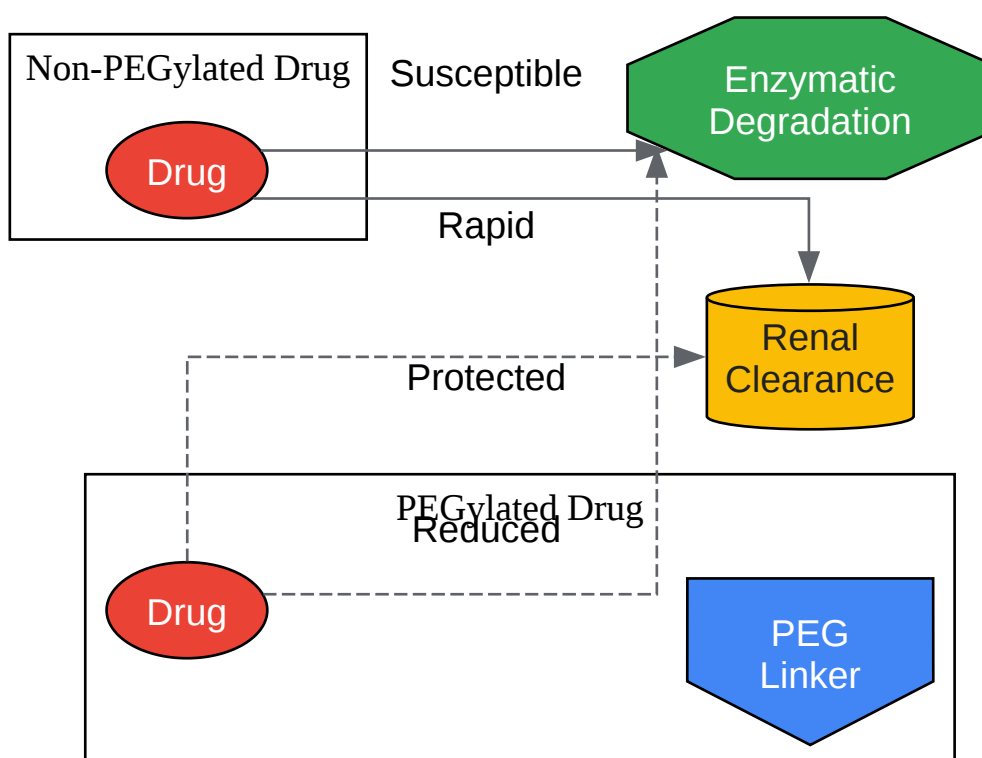 Non-PEGylated Drug
Susceptible
Enzymatic
Degradation
Drug
Rapid
Renal
Clearance
Protected
PEGylated Drug
Reduced
Drug
PEG
Linker